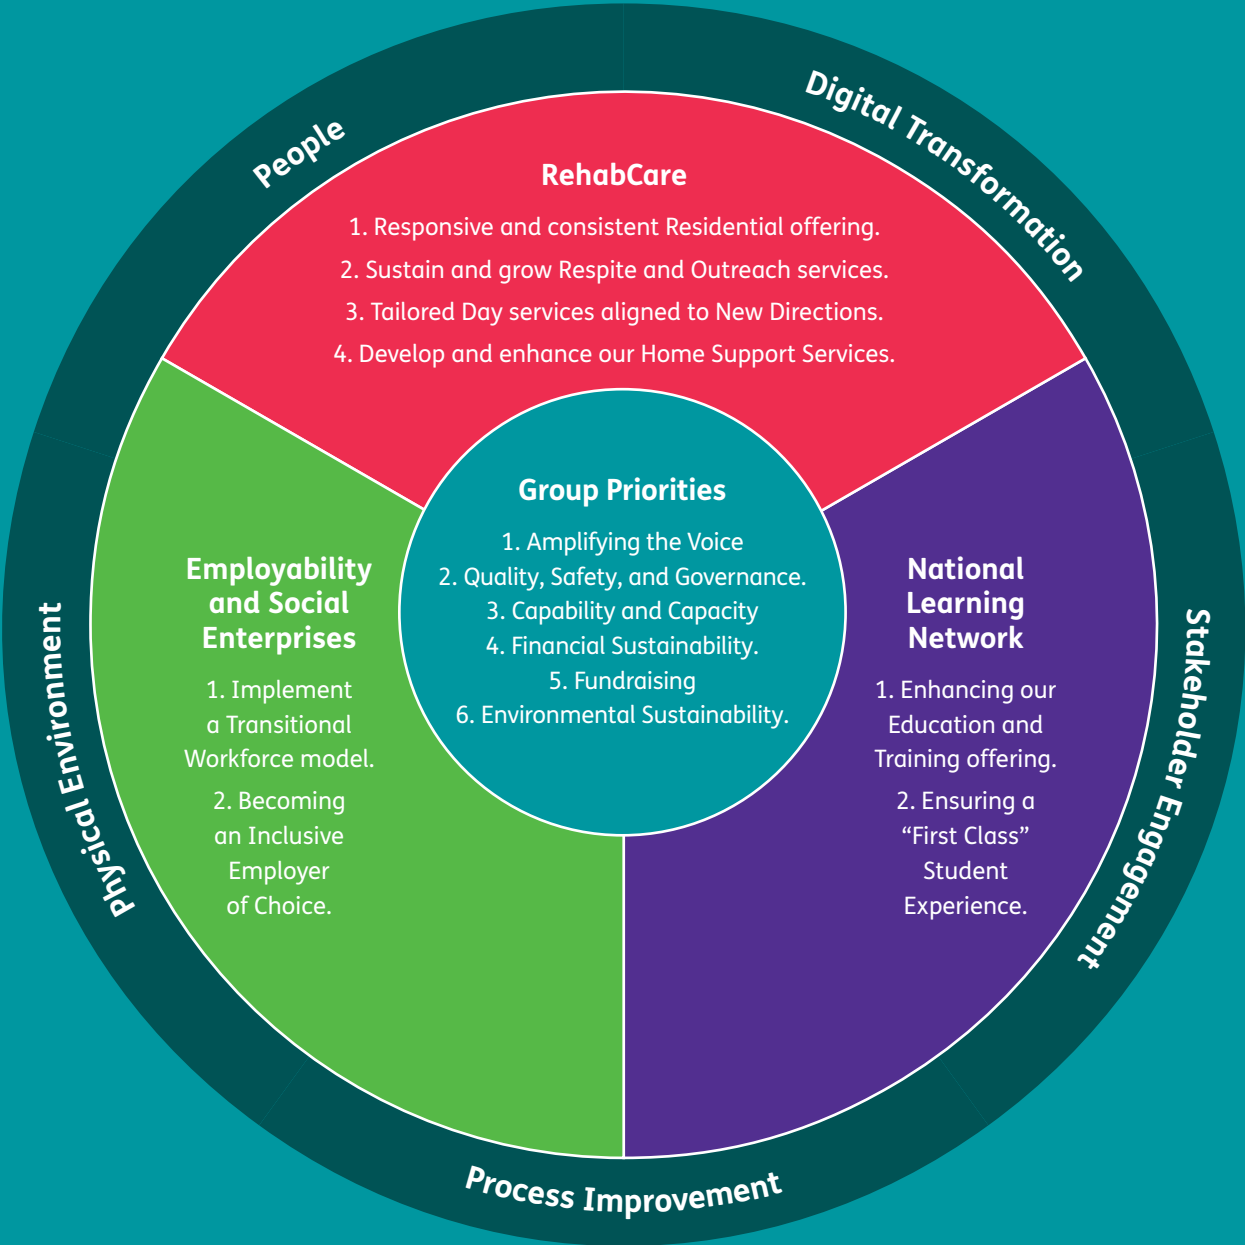 People
Digital Transformation
RehabCare
1. Responsive and consistent Residential offering.
2. Sustain and grow Respite and Outreach services.
3. Tailored Day services aligned to New Directions.
4. Develop and enhance our Home Support Services.
Group Priorities
1. Amplifying the Voice
2. Quality, Safety, and Governance.
3. Capability and Capacity
4. Financial Sustainability.
5. Fundraising
6. Environmental Sustainability.
Employability
and Social
Enterprises
1. Implement
a Transitional
Workforce model.
2. Becoming
an Inclusive
Employer
of Choice.
National
Learning
Network
1. Enhancing our
Education and
Training offering.
2. Ensuring a
“First Class”
Student
Experience.
Physical Environment
Stakeholder Engagement
Process Improvement